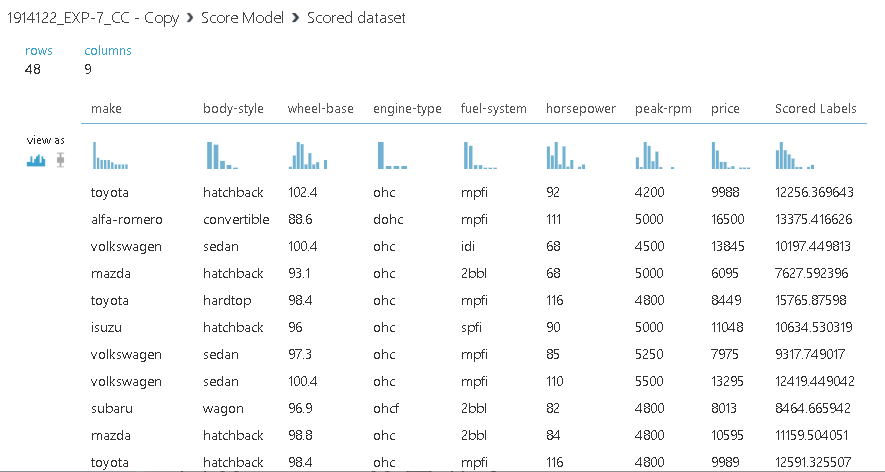 1914122_EXP-7_CC - Copy > Score Model > Scored dataset
rows columns
48 9
make body-style wheel-base engine-type fuel-system horsepower peak-rpm price Scored Labels
view as
toyota hatchback 102.4 ohc mpfi 92 4200 9988 12256.369643
alfa-romero convertible 88.6 dohc mpfi 111 5000 16500 13375.416626
volkswagen sedan 100.4 ohc idi 68 4500 13845 10197.449813
mazda hatchback 93.1 ohc 2bbl 68 5000 6095 7627.592396
toyota hardtop 98.4 ohc mpfi 116 4800 8449 15765.87598
isuzu hatchback 96 ohc spfi 90 5000 11048 10634.530319
volkswagen sedan 97.3 ohc mpfi 85 5250 7975 9317.749017
volkswagen sedan 100.4 ohc mpfi 110 5500 13295 12419.449042
subaru wagon 96.9 ohcf 2bbl 82 4800 8013 8464.665942
mazda hatchback 98.8 ohc 2bbl 84 4800 10595 11159.504051
toyota hatchback 98.4 ohc mpfi 116 4800 9989 12591.325507